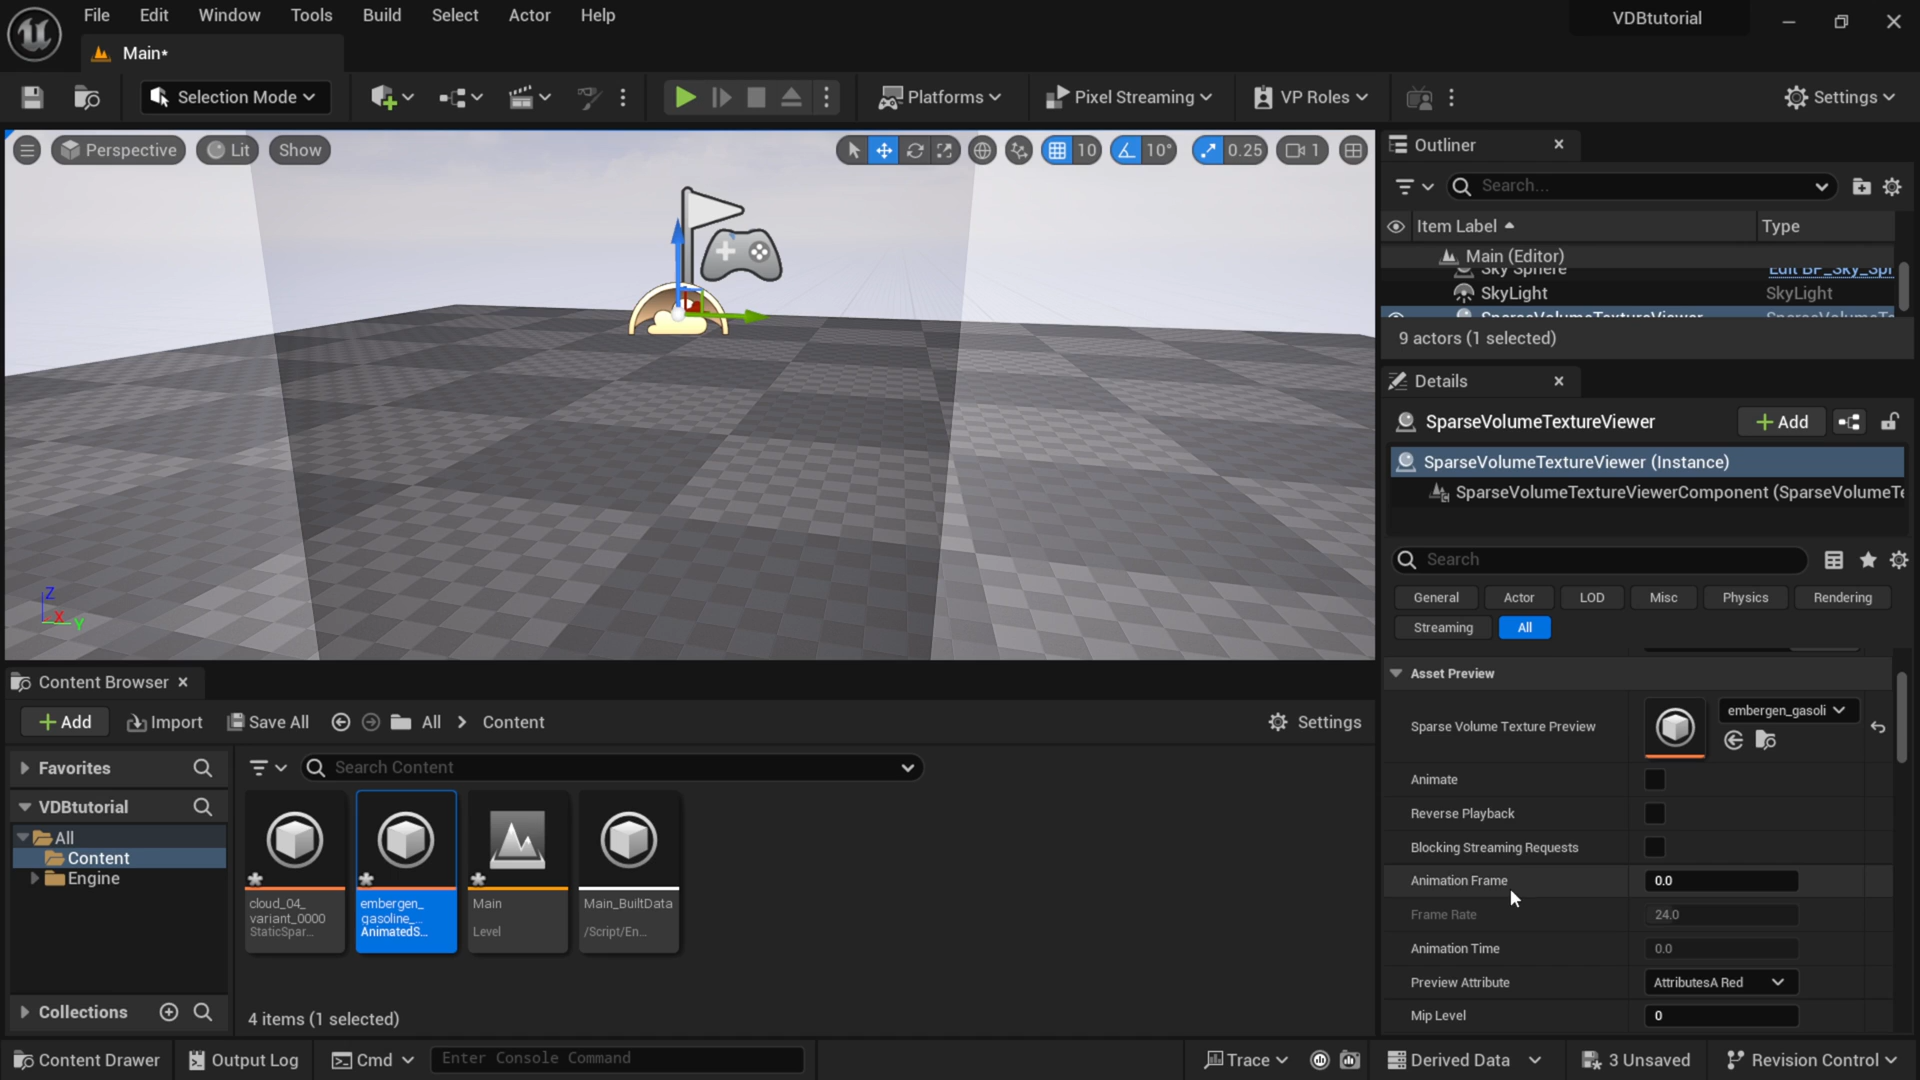 File Edit Window Tools Build Select Actor Help
VDBtutorial
Main*
Selection Mode
Platforms
Pixel Streaming
VP Roles
Settings
Perspective
Lit
Show
10
10°
0.25
1
Z
X
Y
Outliner
Search...
Item Label
Type
Main (Editor)
Sky Sphere
Edit BP_Sky_Sph
SkyLight
SkyLight
SparseVolumeTextureViewer
SparseVolumeTe
9 actors (1 selected)
Details
SparseVolumeTextureViewer
Add
SparseVolumeTextureViewer (Instance)
SparseVolumeTextureViewerComponent (SparseVolumeTe
Search
General
Actor
LOD
Misc
Physics
Rendering
Streaming
All
Asset Preview
Sparse Volume Texture Preview
embergen_gasoli
Animate
Reverse Playback
Blocking Streaming Requests
Animation Frame
0.0
Frame Rate
24.0
Animation Time
0.0
Preview Attribute
AttributesA Red
Mip Level
0
Content Browser
Add
Import
Save All
All
Content
Settings
Favorites
VDBtutorial
All
Content
Engine
Collections
Search Content
cloud_04_
variant_0000
StaticSpar...
embergen_
gasoline_...
AnimatedS...
Main
Level
Main_BuiltData
/Script/En...
4 items (1 selected)
Content Drawer
Output Log
Cmd
Enter Console Command
Trace
Derived Data
3 Unsaved
Revision Control